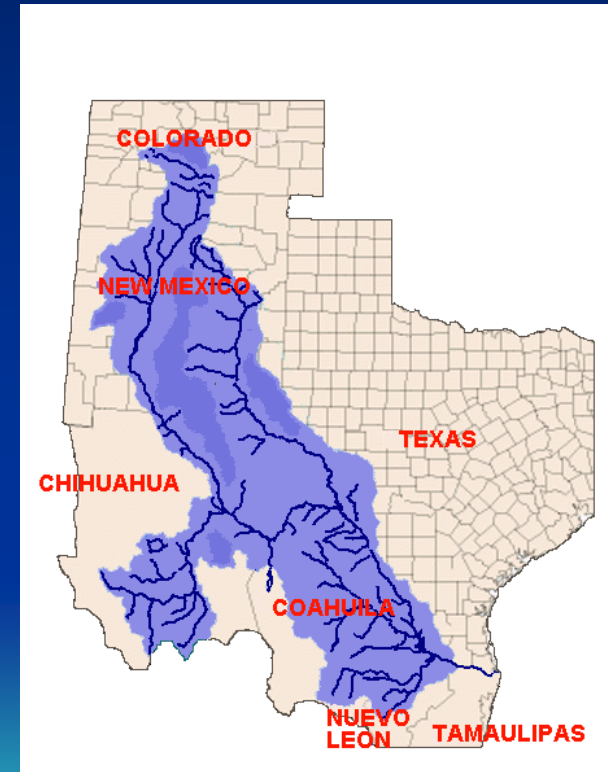 COLORADO
NEW MEXICO
TEXAS
CHIHUAHUA
COAHUILA
NUEVO
LEON
TAMAULIPAS